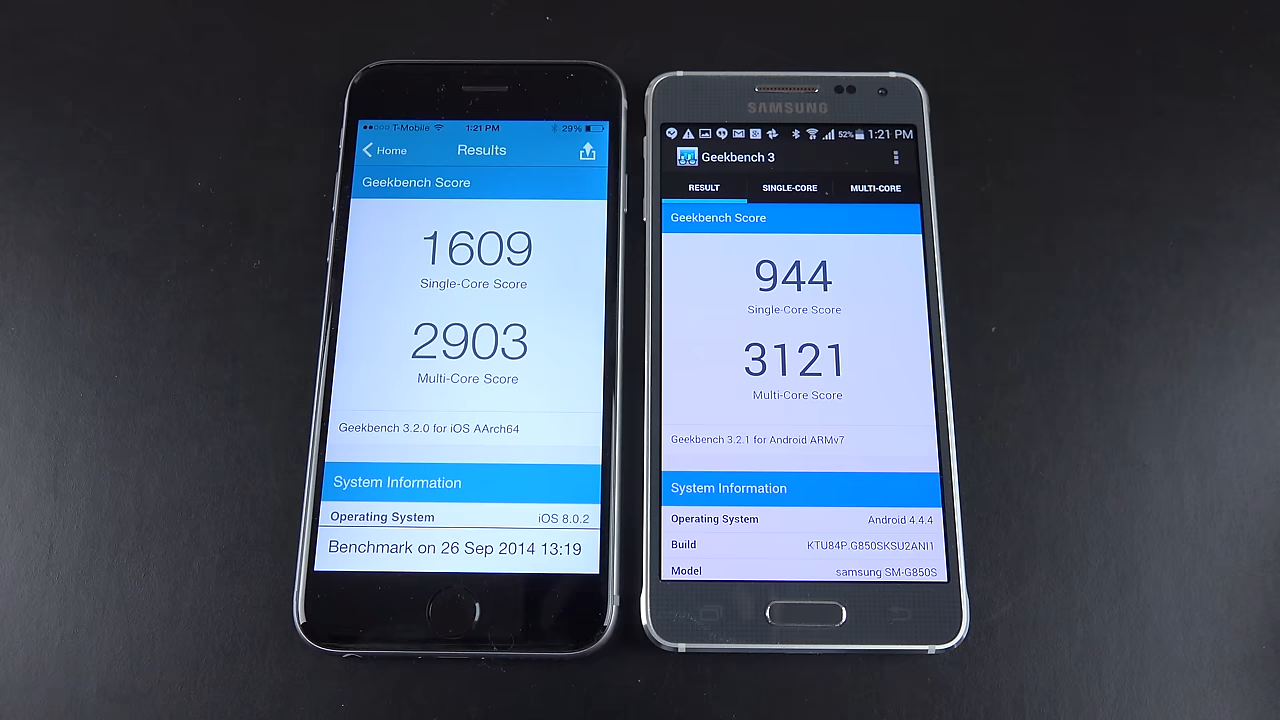 T-Mobile 1:21 PM 29%
Home Results
Geekbench Score
1609
Single-Core Score
2903
Multi-Core Score
Geekbench 3.2.0 for iOS AArch64
System Information
Operating System iOS 8.0.2
Benchmark on 26 Sep 2014 13:19
SAMSUNG
52% 1:21 PM
Geekbench 3
RESULT SINGLE-CORE MULTI-CORE
Geekbench Score
944
Single-Core Score
3121
Multi-Core Score
Geekbench 3.2.1 for Android ARMv7
System Information
Operating System Android 4.4.4
Build KTU84P.G850SKSU2ANI1
Model samsung SM-G850S